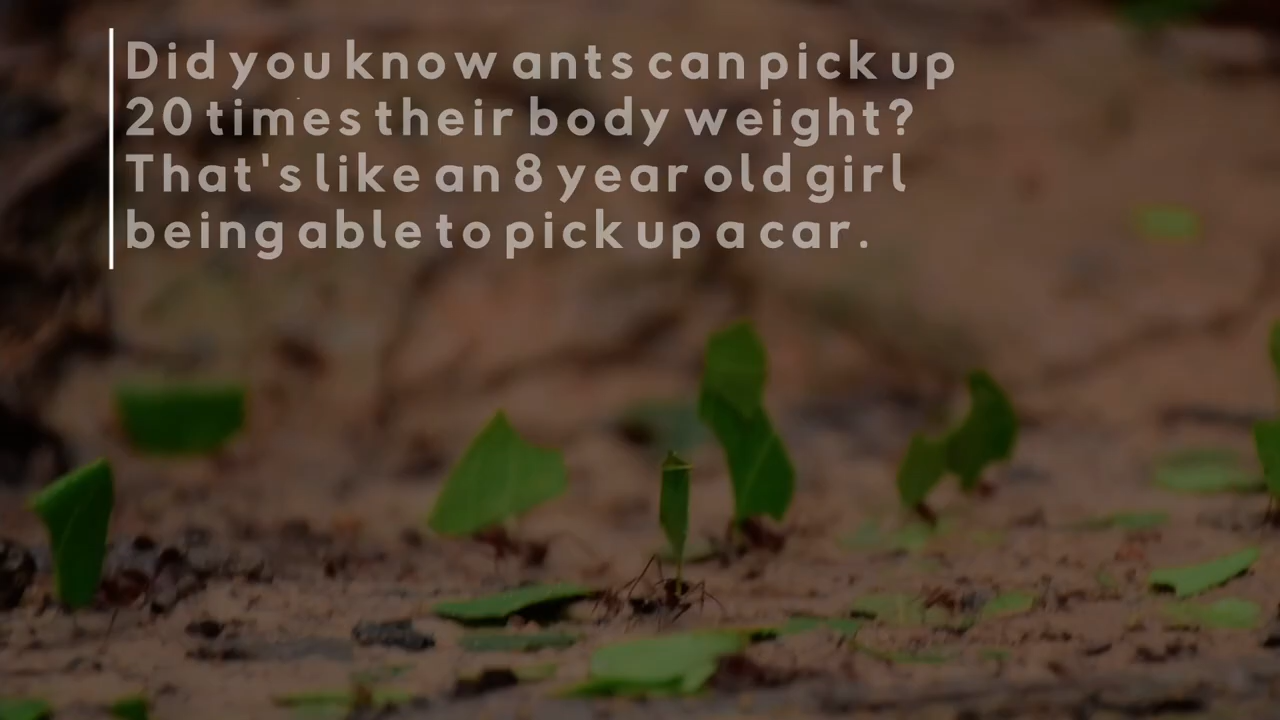 Did you know ants can pick up
20 times their body weight?
That's like an 8 year old girl
being able to pick up a car.